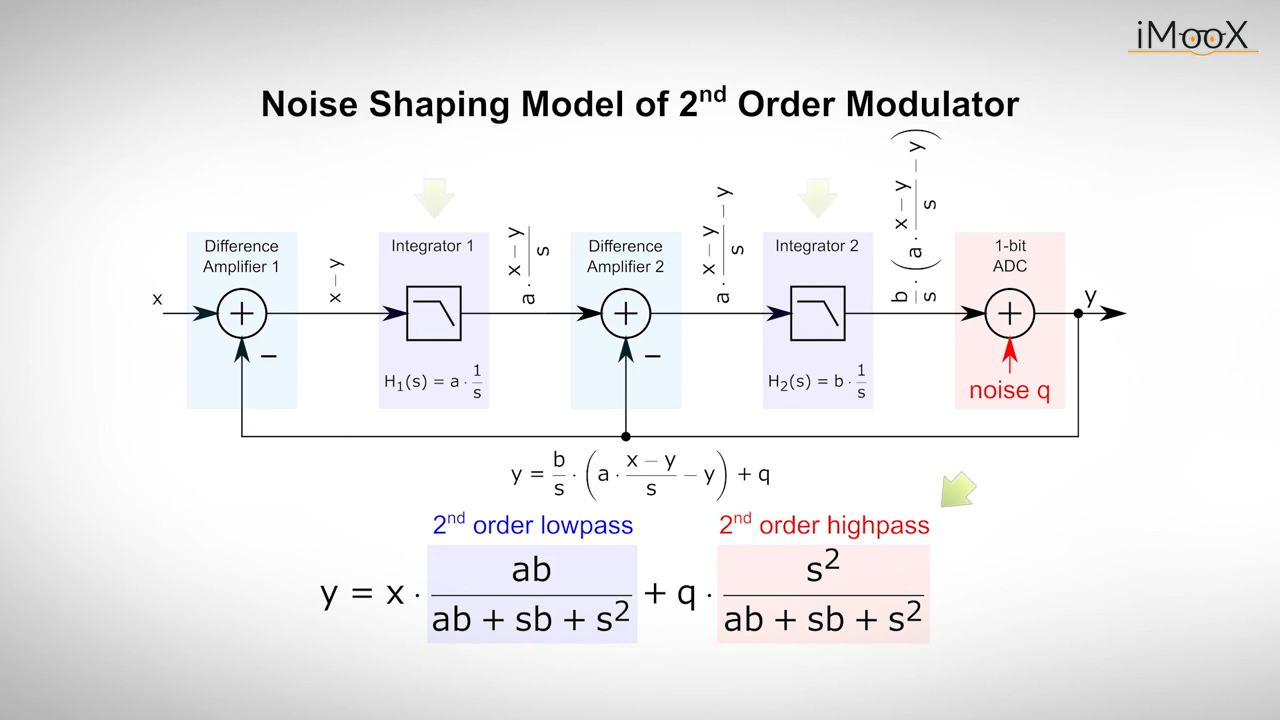 iMooX
Noise Shaping Model of 2nd Order Modulator
x
Difference
Amplifier 1
x − y
Integrator 1
H₁(s) = a · 1/s
a · (x − y)/s
Difference
Amplifier 2
a · (x − y)/s − y
Integrator 2
H₂(s) = b · 1/s
b/s · (a · (x − y)/s − y)
1-bit
ADC
noise q
y
−
−
y = b/s · (a · (x − y)/s − y) + q
2nd order lowpass
2nd order highpass
y = x · ab/(ab + sb + s²) + q · s²/(ab + sb + s²)